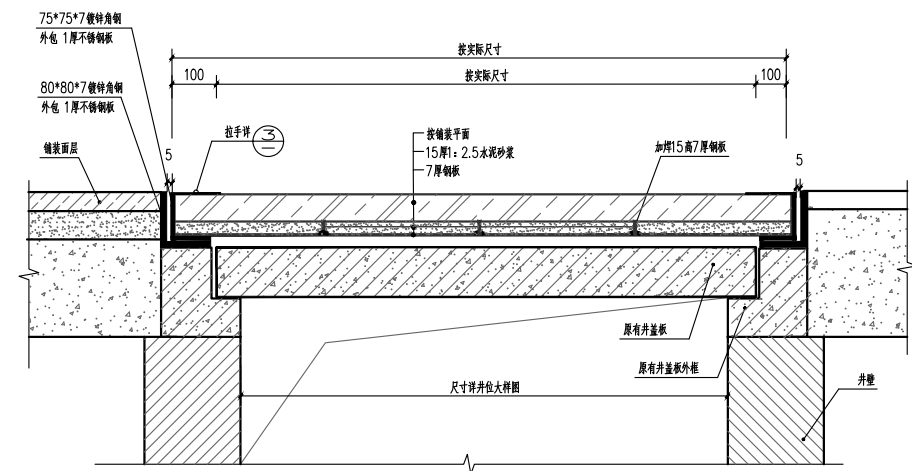 75*75*7镀锌角钢
外包 1厚不锈钢板
80*80*7镀锌角钢
外包 1厚不锈钢板
铺装面层
按实际尺寸
100
按实际尺寸
100
5
拉手详
3
按铺装平面
15厚1：2.5水泥砂浆
7厚钢板
加焊15高7厚钢板
5
原有井盖板
原有井盖板外框
尺寸详井位大样图
井壁